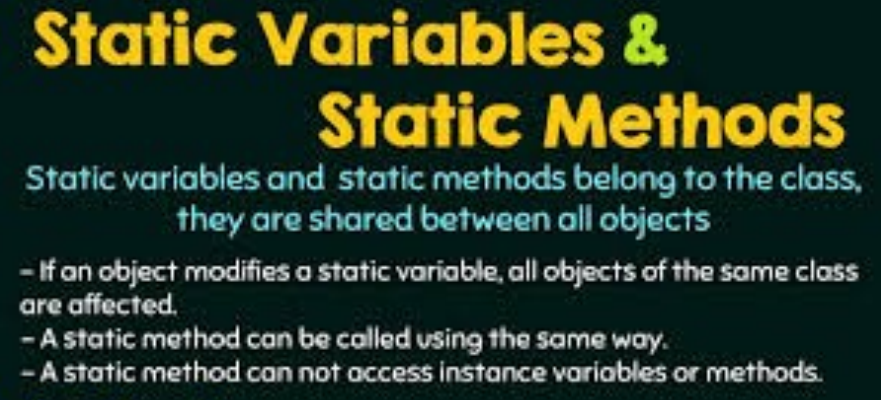 Static Variables &
Static Methods
Static variables and static methods belong to the class,
they are shared between all objects
- If an object modifies a static variable, all objects of the same class
are affected.
- A static method can be called using the same way.
- A static method can not access instance variables or methods.